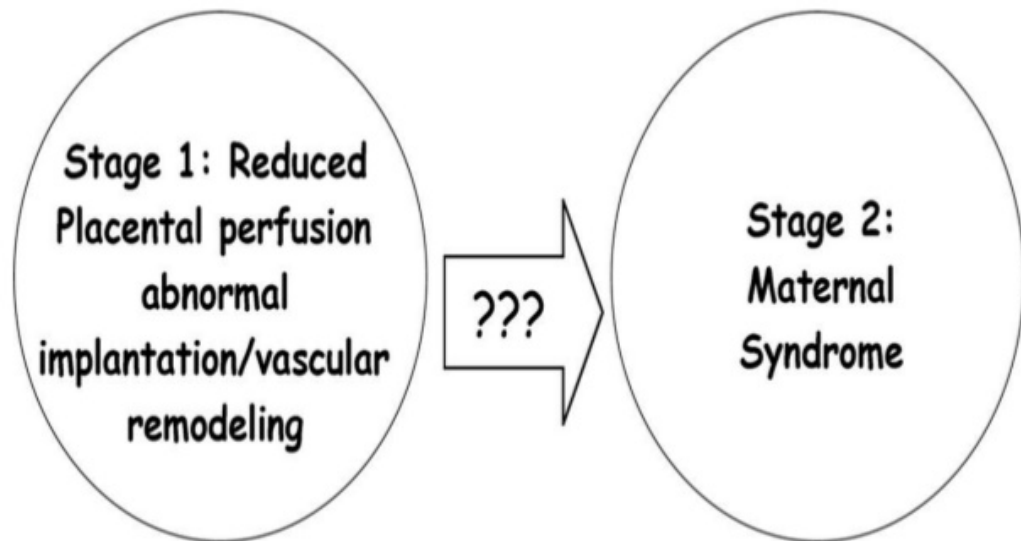 Stage 1: Reduced
Placental perfusion
abnormal
implantation/vascular
remodeling
???
Stage 2:
Maternal
Syndrome